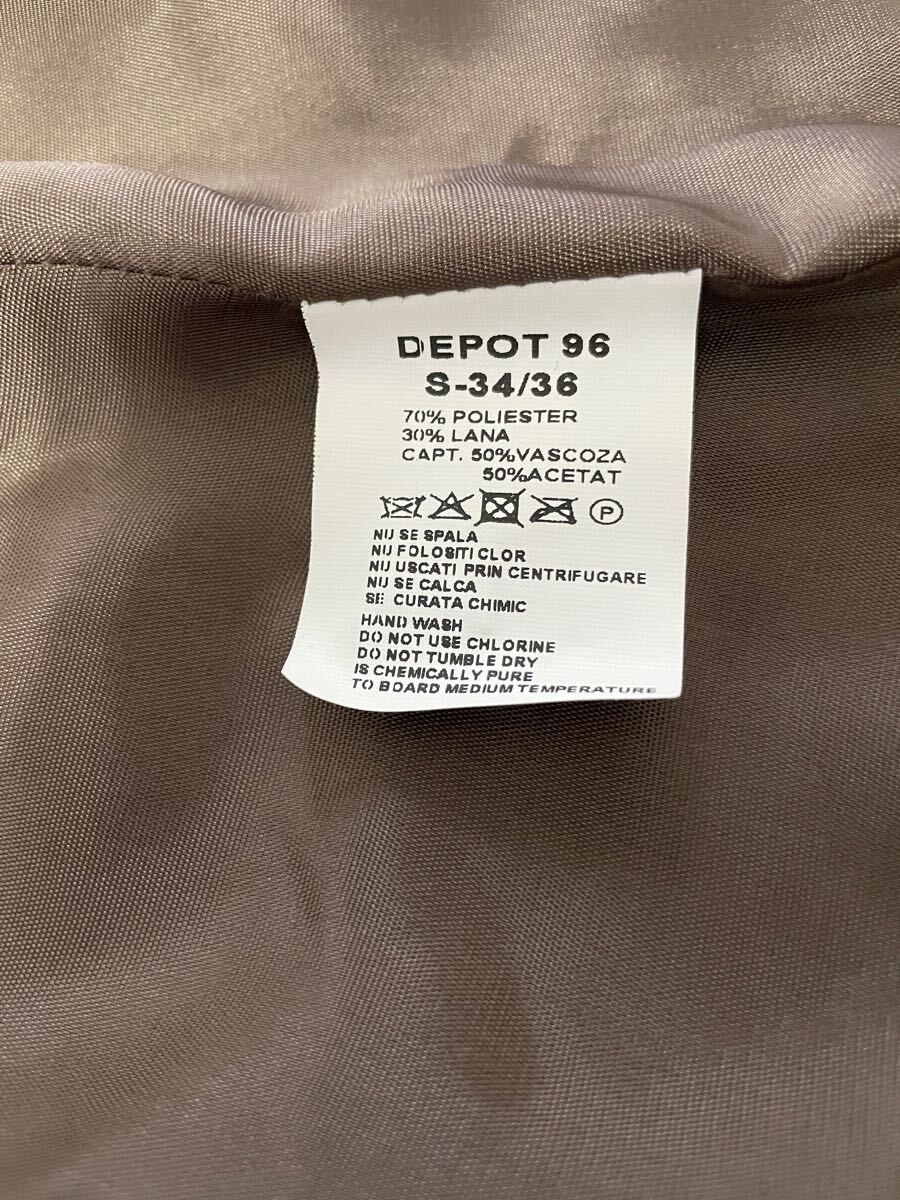 DEPOT 96
S-34/36
70% POLIESTER
30% LANA
CAPT. 50%VASCOZA
50%ACETAT
P
NU SE SPALA
NU FOLOSITI CLOR
NU USCATI PRIN CENTRIFUGARE
NU SE CALCA
SE CURATA CHIMIC
HAND WASH
DO NOT USE CHLORINE
DO NOT TUMBLE DRY
IS CHEMICALLY PURE
TO BOARD MEDIUM TEMPERATURE